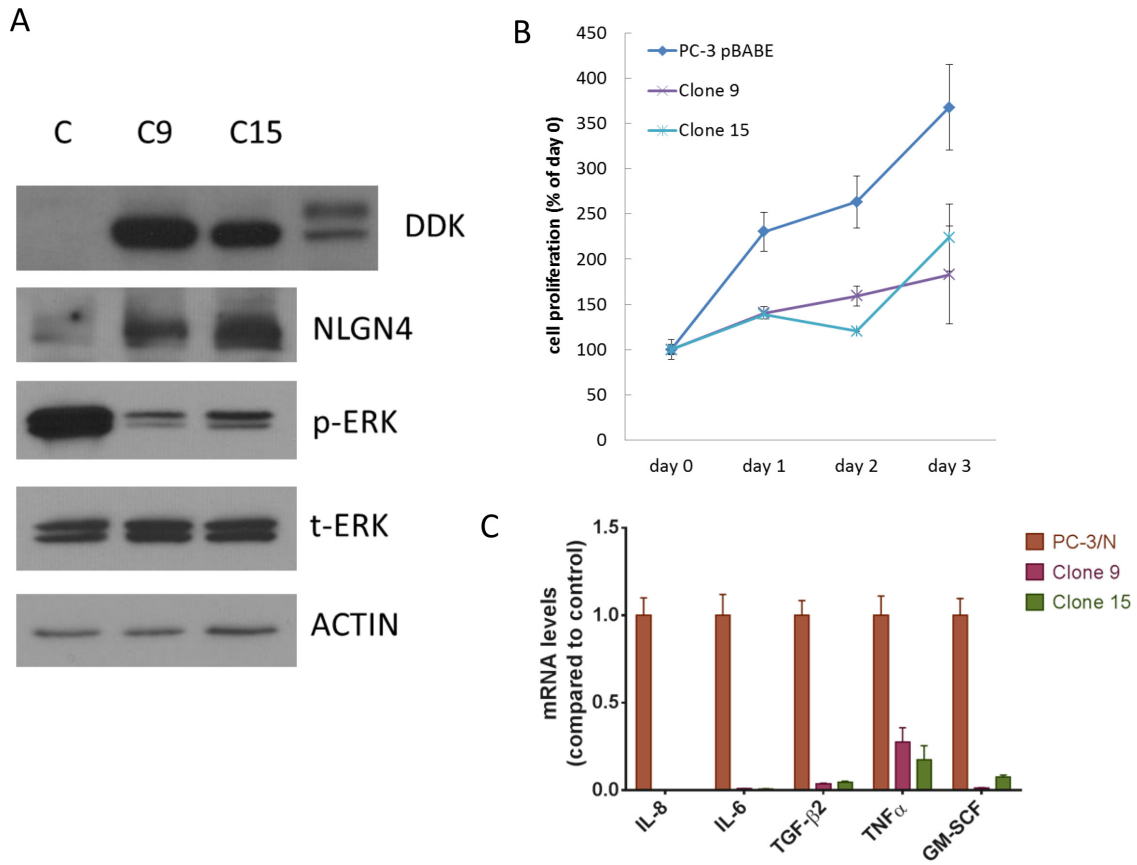 A
C C9 C15
DDK
NLGN4
p-ERK
t-ERK
ACTIN
B
PC-3 pBABE
Clone 9
Clone 15
cell proliferation (% of day 0)
450
400
350
300
250
200
150
100
50
0
day 0 day 1 day 2 day 3
C
mRNA levels
(compared to control)
1.5
1.0
0.5
0.0
IL-8 IL-6 TGF-β2 TNFα GM-SCF
PC-3/N
Clone 9
Clone 15